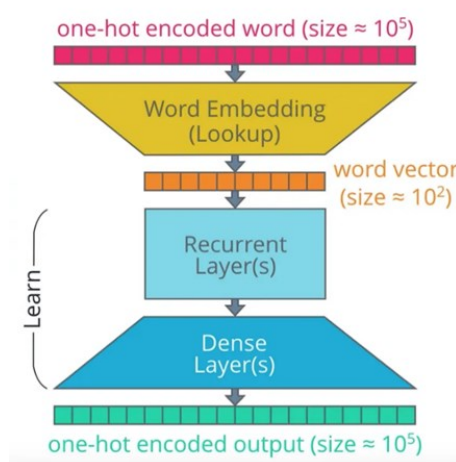 one-hot encoded word (size ≈ 10⁵)
Word Embedding
(Lookup)
word vector
(size ≈ 10²)
Recurrent
Layer(s)
Learn
Dense
Layer(s)
one-hot encoded output (size ≈ 10⁵)